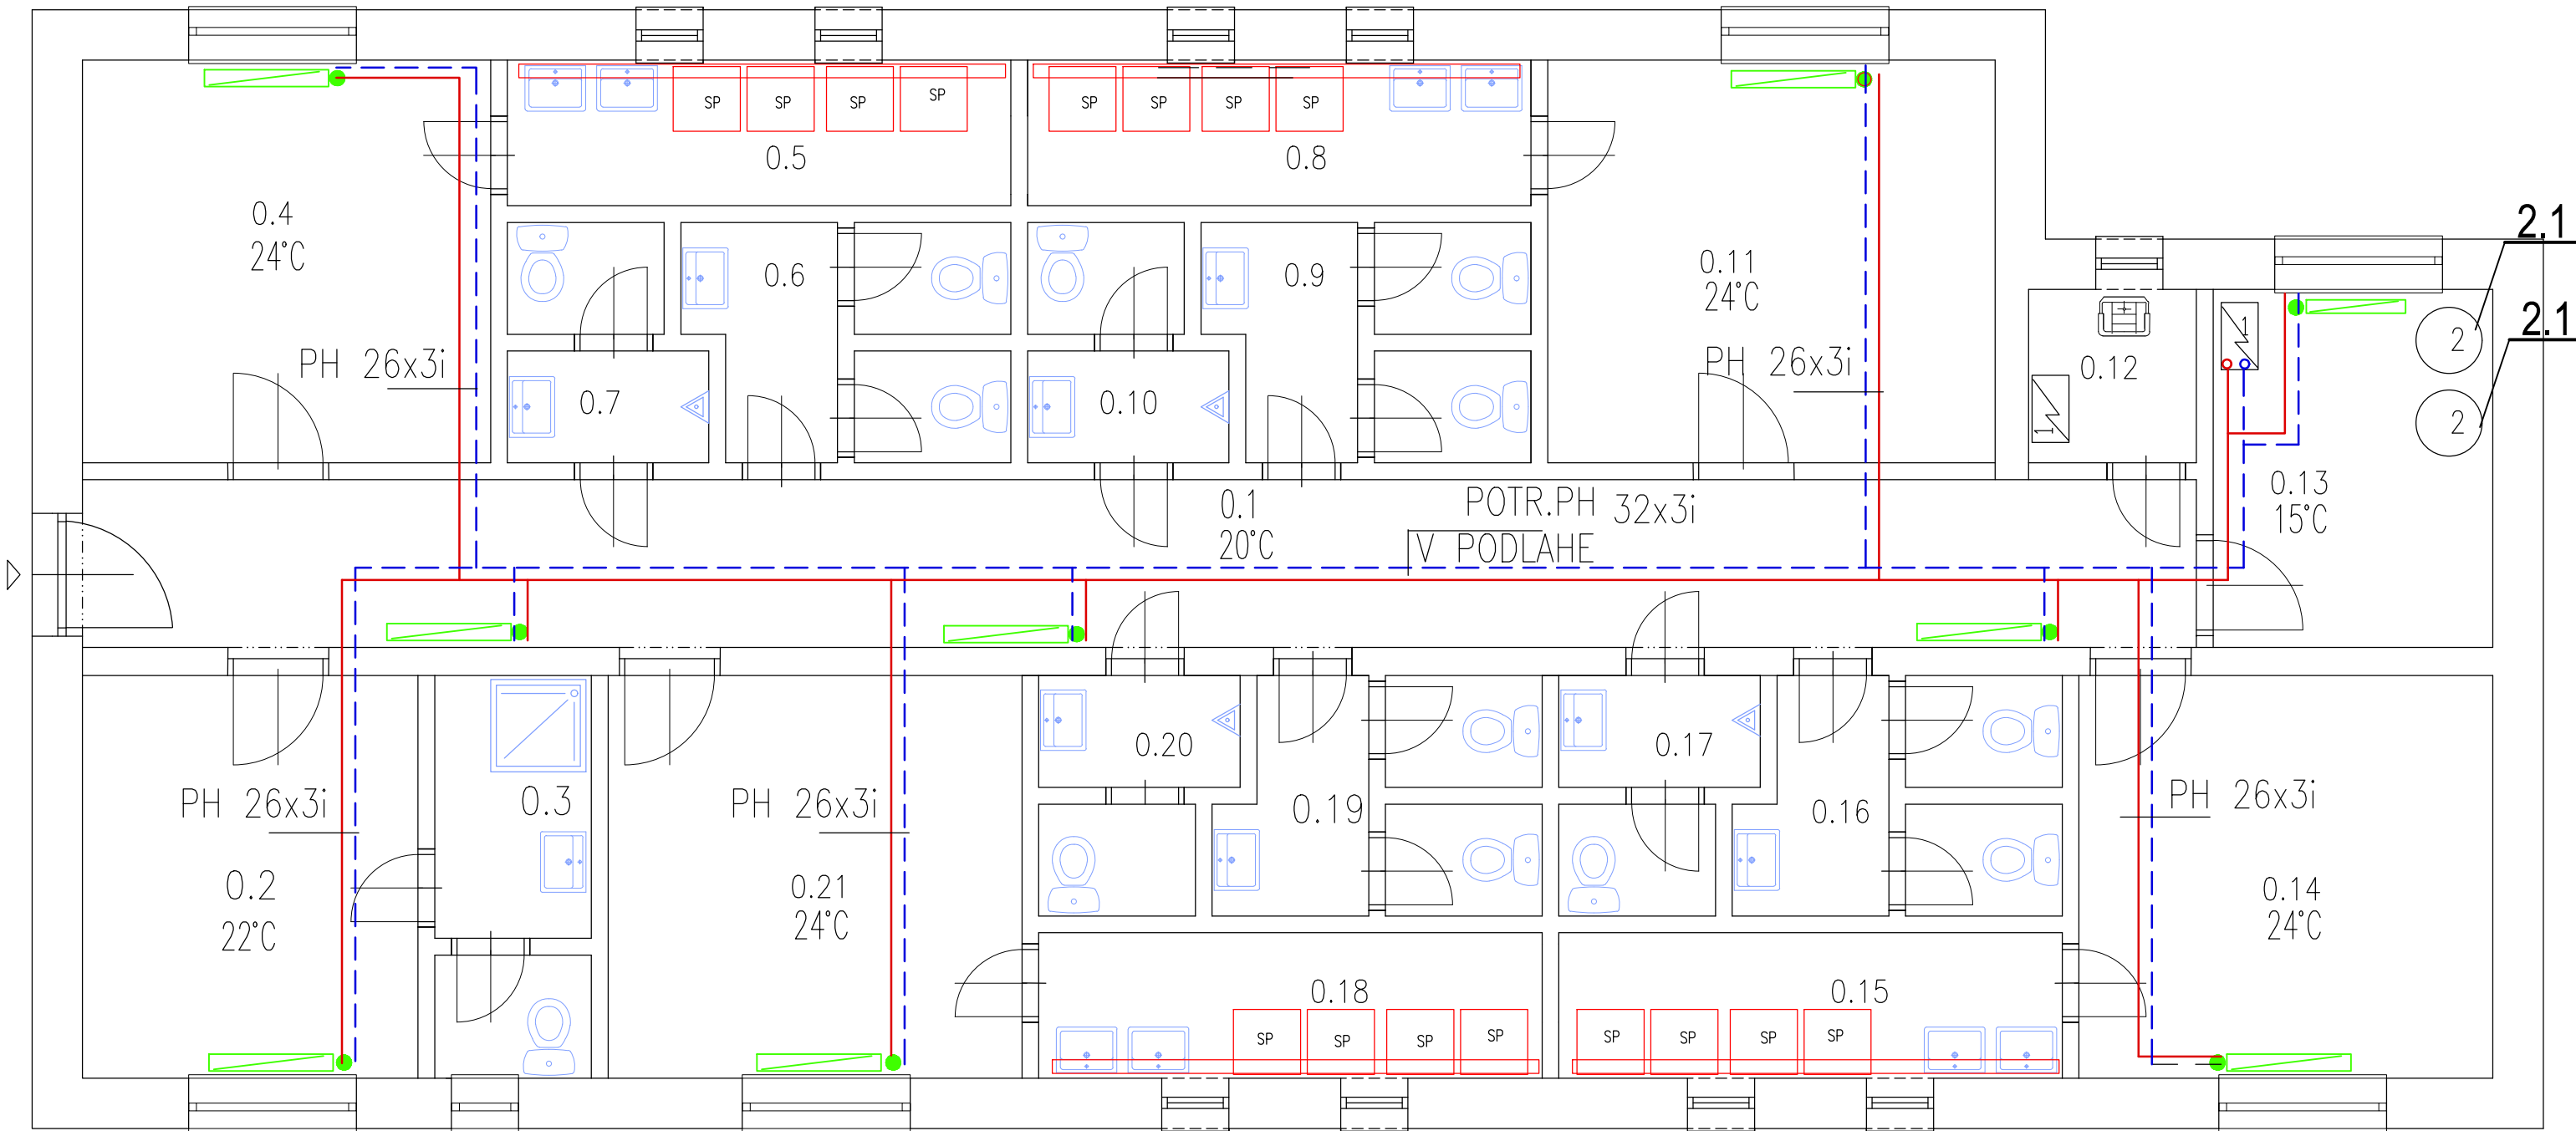 SP
SP
SP
SP
SP
SP
SP
SP
0.5
0.8
0.4
24°C
2.1
0.6
0.9
0.11
24°C
2.1
1
2
PH 26x3i
PH 26x3i
0.12
0.7
0.10
1
2
0.13
15°C
0.1
20°C
POTR.PH 32x3i
V PODLAHE
0.20
0.17
PH 26x3i
0.3
PH 26x3i
0.19
0.16
PH 26x3i
0.2
22°C
0.21
24°C
0.14
24°C
0.18
0.15
SP
SP
SP
SP
SP
SP
SP
SP